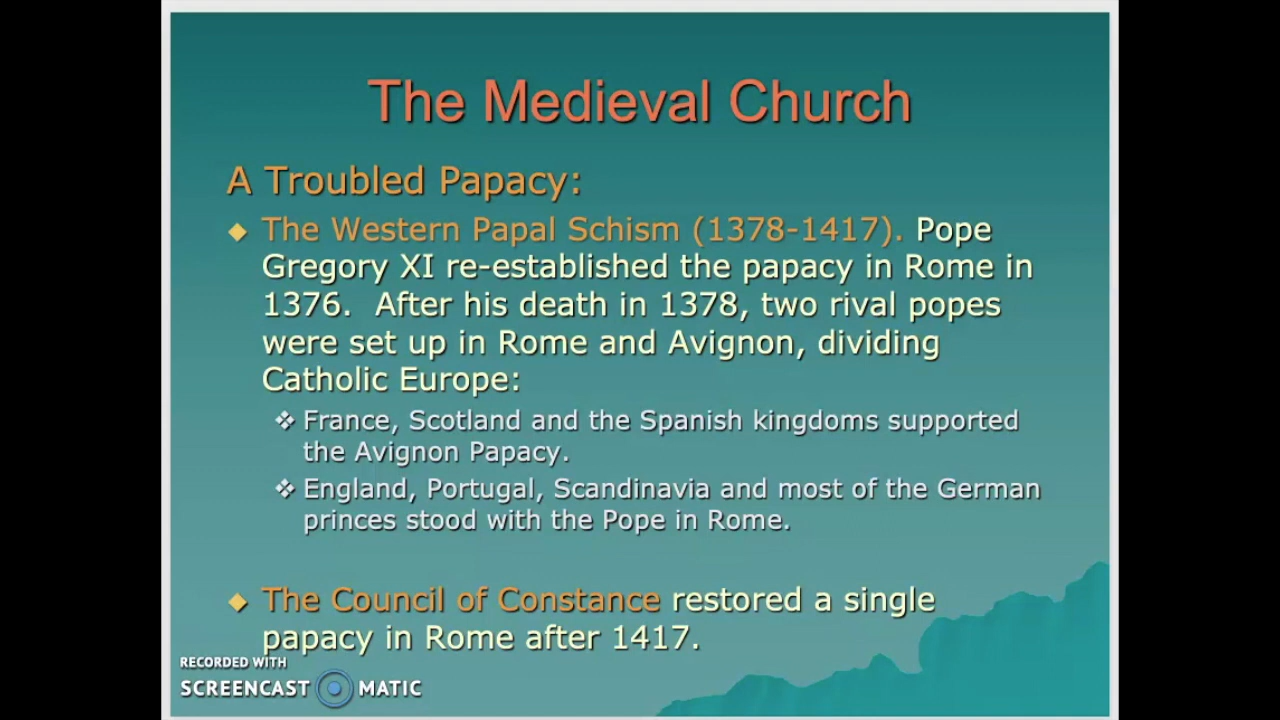 The Medieval Church
A Troubled Papacy:
The Western Papal Schism (1378-1417). Pope
Gregory XI re-established the papacy in Rome in
1376.  After his death in 1378, two rival popes
were set up in Rome and Avignon, dividing
Catholic Europe:
France, Scotland and the Spanish kingdoms supported
the Avignon Papacy.
England, Portugal, Scandinavia and most of the German
princes stood with the Pope in Rome.
The Council of Constance restored a single
papacy in Rome after 1417.
RECORDED WITH
SCREENCAST MATIC